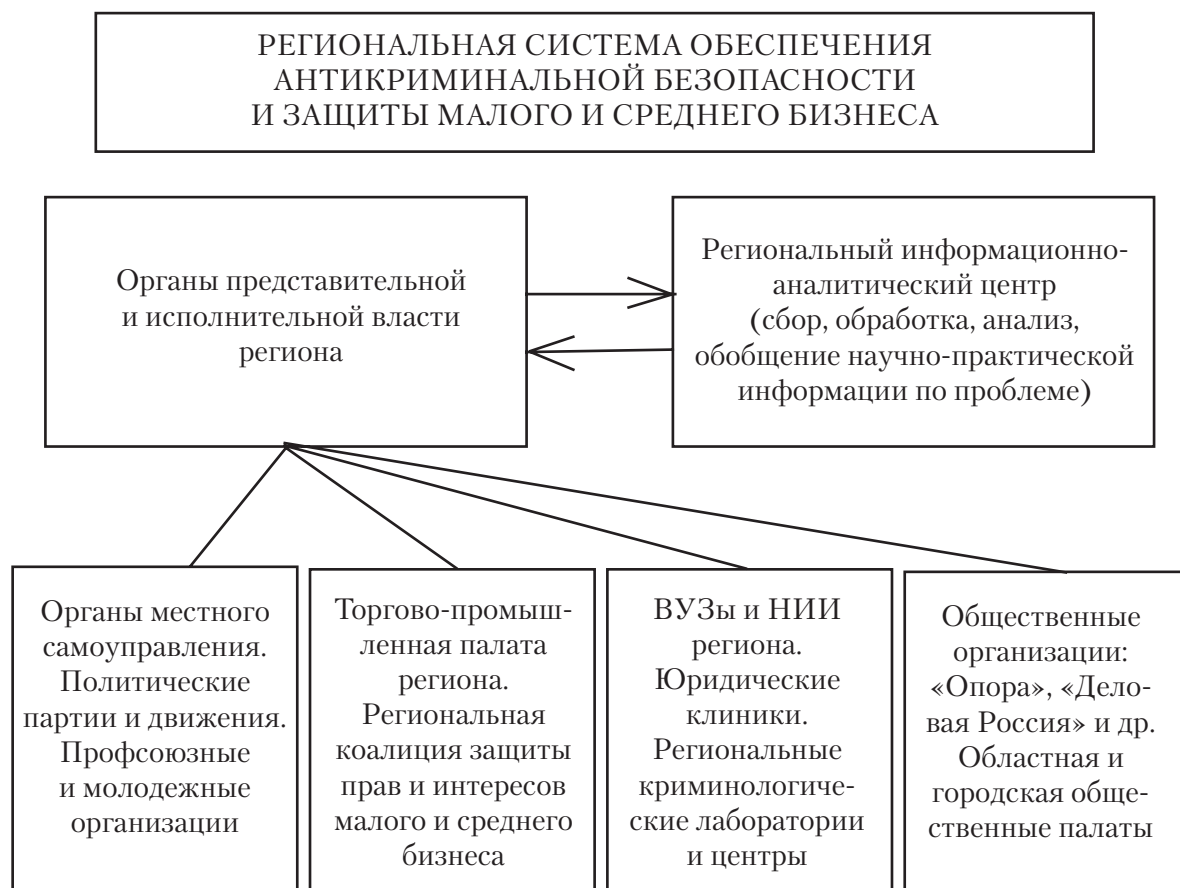 РЕГИОНАЛЬНАЯ СИСТЕМА ОБЕСПЕЧЕНИЯ
АНТИКРИМИНАЛЬНОЙ БЕЗОПАСНОСТИ
И ЗАЩИТЫ МАЛОГО И СРЕДНЕГО БИЗНЕСА
Органы представительной
и исполнительной власти
региона
Региональный информационно-
аналитический центр
(сбор, обработка, анализ,
обобщение научно-практической
информации по проблеме)
Органы местного
самоуправления.
Политические
партии и движения.
Профсоюзные
и молодежные
организации
Торгово-промыш-
ленная палата
региона.
Региональная
коалиция защиты
прав и интересов
малого и среднего
бизнеса
ВУЗы и НИИ
региона.
Юридические
клиники.
Региональные
криминологиче-
ские лаборатории
и центры
Общественные
организации:
«Опора», «Дело-
вая Россия» и др.
Областная и
городская обще-
ственные палаты